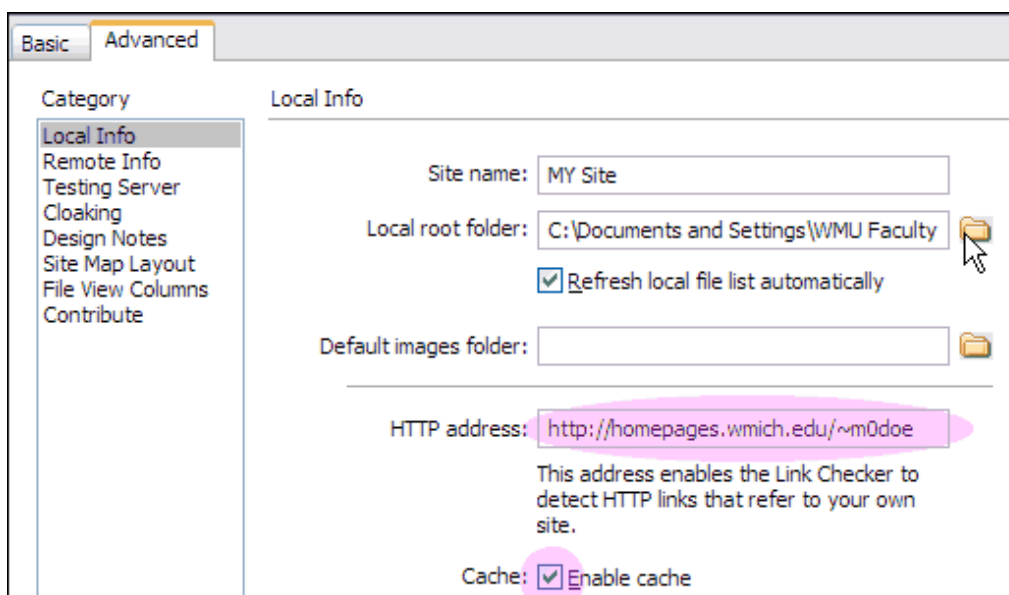 Basic
Advanced
Category
Local Info
Local Info
Remote Info
Testing Server
Cloaking
Design Notes
Site Map Layout
File View Columns
Contribute
Site name: MY Site
Local root folder: C:\Documents and Settings\WMU Faculty
Refresh local file list automatically
Default images folder:
HTTP address: http://homepages.wmich.edu/~m0doe
This address enables the Link Checker to
detect HTTP links that refer to your own
site.
Cache: Enable cache